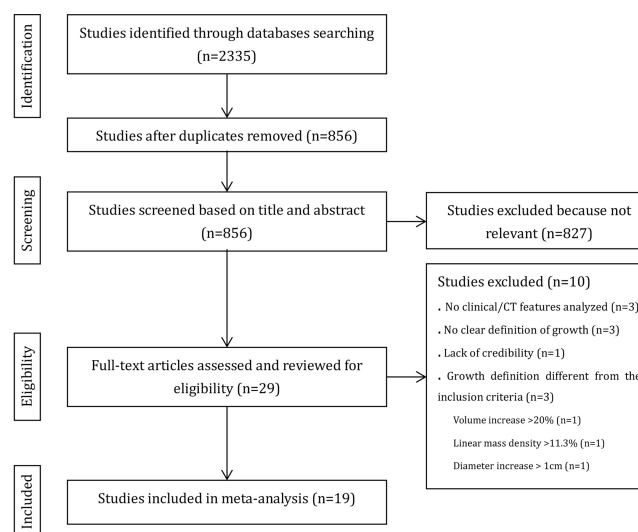 Identification
Studies identified through databases searching
(n=2335)
Studies after duplicates removed (n=856)
Screening
Studies screened based on title and abstract
(n=856)
Studies excluded because not
relevant (n=827)
Studies excluded (n=10)
. No clinical/CT features analyzed (n=3)
. No clear definition of growth (n=3)
. Lack of credibility (n=1)
. Growth definition different from the
inclusion criteria (n=3)
Volume increase >20% (n=1)
Linear mass density >11.3% (n=1)
Diameter increase > 1cm (n=1)
Eligibility
Full-text articles assessed and reviewed for
eligibility (n=29)
Included
Studies included in meta-analysis (n=19)